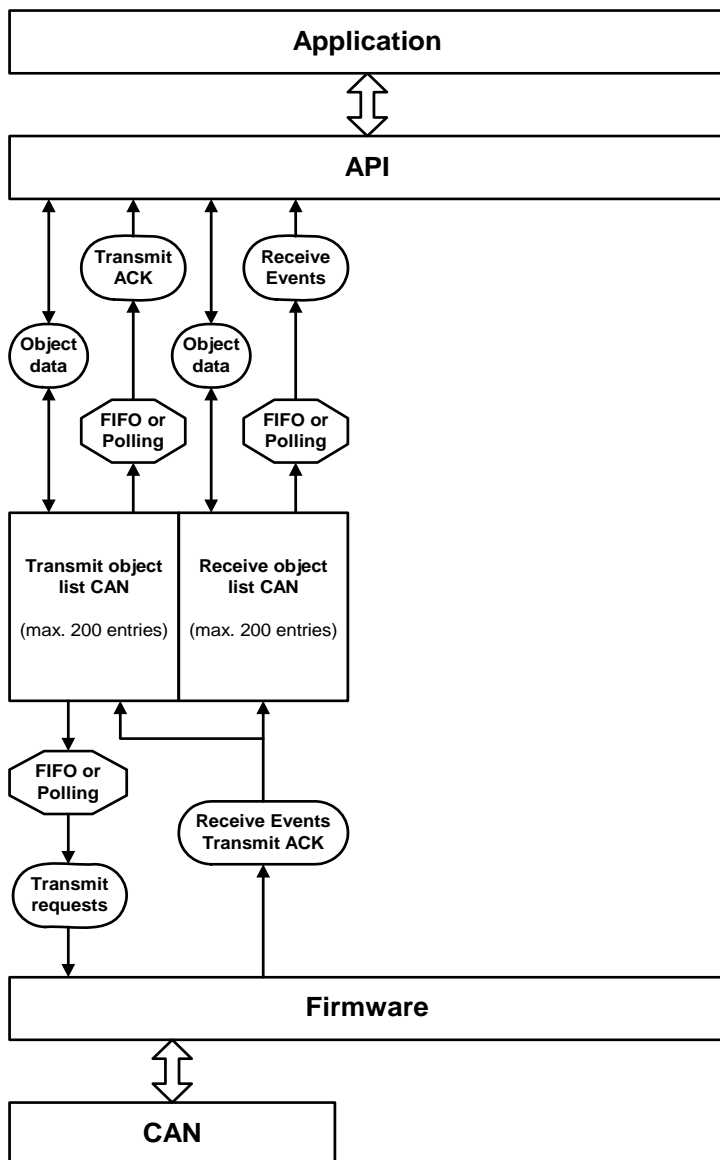 Application
API
Transmit
ACK
Receive
Events
Object
data
Object
data
FIFO or
Polling
FIFO or
Polling
Transmit object
list CAN
(max. 200 entries)
Receive object
list CAN
(max. 200 entries)
FIFO or
Polling
Receive Events
Transmit ACK
Transmit
requests
Firmware
CAN